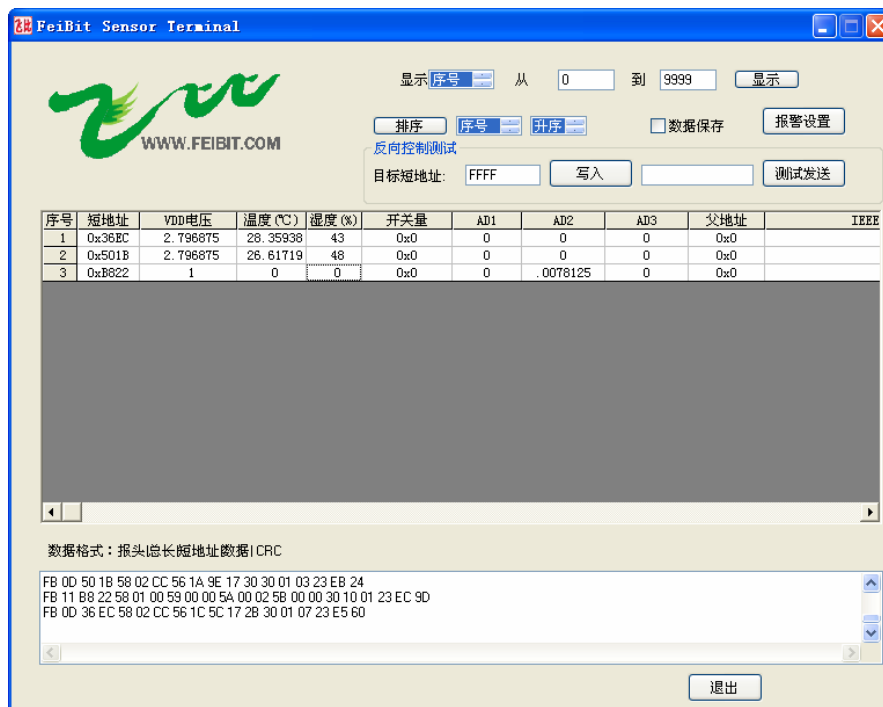 FeiBit Sensor Terminal
显示 序号 从 0 到 9999 显示
WWW.FEIBIT.COM
排序 序号 升序 数据保存 报警设置
反向控制测试
目标短地址: FFFF 写入 测试发送
序号 短地址 VDD电压 温度(℃) 湿度(%) 开关量 AD1 AD2 AD3 父地址 IEEE
1 0x36EC 2.796875 28.35938 43 0x0 0 0 0 0x0
2 0x501B 2.796875 26.61719 48 0x0 0 0 0 0x0
3 0xB822 1 0 0 0x0 0 .0078125 0 0x0
数据格式：报头|总长|短地址|数据|CRC
FB 0D 50 1B 58 02 CC 56 1A 9E 17 30 30 01 03 23 EB 24
FB 11 B8 22 58 01 00 59 00 00 5A 00 02 5B 00 00 30 10 01 23 EC 9D
FB 0D 36 EC 58 02 CC 56 1C 5C 17 2B 30 01 07 23 E5 60
退出